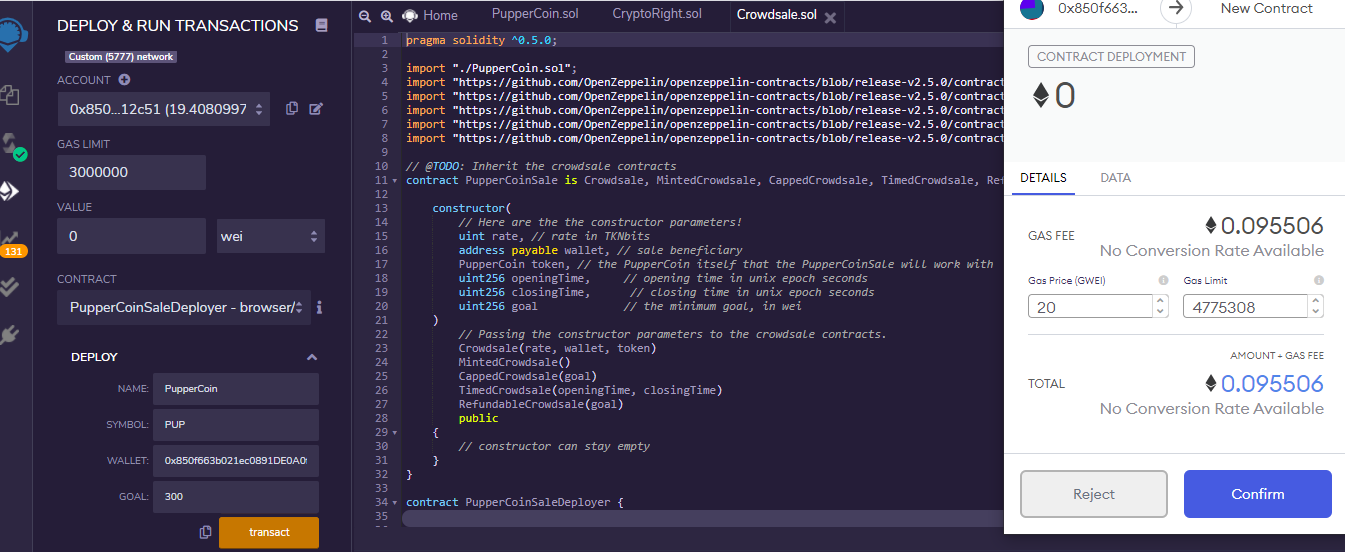 DEPLOY & RUN TRANSACTIONS
Custom (5777) network
ACCOUNT
0x850...12c51 (19.4080997
GAS LIMIT
3000000
VALUE
0
wei
131
CONTRACT
PupperCoinSaleDeployer - browser/
i
DEPLOY
NAME:
PupperCoin
SYMBOL:
PUP
WALLET:
0x850f663b021ec0891DE0A0
GOAL:
300
transact
Home
PupperCoin.sol
CryptoRight.sol
Crowdsale.sol
1 pragma solidity ^0.5.0;
2
3 import "./PupperCoin.sol";
4 import "https://github.com/OpenZeppelin/openzeppelin-contracts/blob/release-v2.5.0/contract
5 import "https://github.com/OpenZeppelin/openzeppelin-contracts/blob/release-v2.5.0/contract
6 import "https://github.com/OpenZeppelin/openzeppelin-contracts/blob/release-v2.5.0/contract
7 import "https://github.com/OpenZeppelin/openzeppelin-contracts/blob/release-v2.5.0/contract
8 import "https://github.com/OpenZeppelin/openzeppelin-contracts/blob/release-v2.5.0/contract
9
10 // @TODO: Inherit the crowdsale contracts
11 contract PupperCoinSale is Crowdsale, MintedCrowdsale, CappedCrowdsale, TimedCrowdsale, Ref
12
13 constructor(
14 // Here are the the constructor parameters!
15 uint rate, // rate in TKNbits
16 address payable wallet, // sale beneficiary
17 PupperCoin token, // the PupperCoin itself that the PupperCoinSale will work with
18 uint256 openingTime, // opening time in unix epoch seconds
19 uint256 closingTime, // closing time in unix epoch seconds
20 uint256 goal // the minimum goal, in wei
21 )
22 // Passing the constructor parameters to the crowdsale contracts.
23 Crowdsale(rate, wallet, token)
24 MintedCrowdsale()
25 CappedCrowdsale(goal)
26 TimedCrowdsale(openingTime, closingTime)
27 RefundableCrowdsale(goal)
28 public
29 {
30 // constructor can stay empty
31 }
32 }
33
34 contract PupperCoinSaleDeployer {
35
0x850f663...
New Contract
CONTRACT DEPLOYMENT
0
DETAILS
DATA
GAS FEE
0.095506
No Conversion Rate Available
Gas Price (GWEI)
Gas Limit
20
4775308
AMOUNT + GAS FEE
TOTAL
0.095506
No Conversion Rate Available
Reject
Confirm